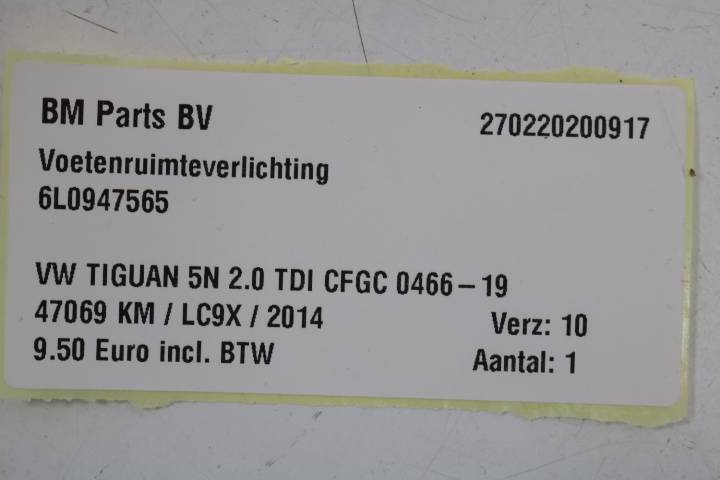 BM Parts BV 270220200917
Voetenruimteverlichting
6L0947565
VW TIGUAN 5N 2.0 TDI CFGC 0466-19
47069 KM / LC9X / 2014 Verz: 10
9.50 Euro incl. BTW Aantal: 1